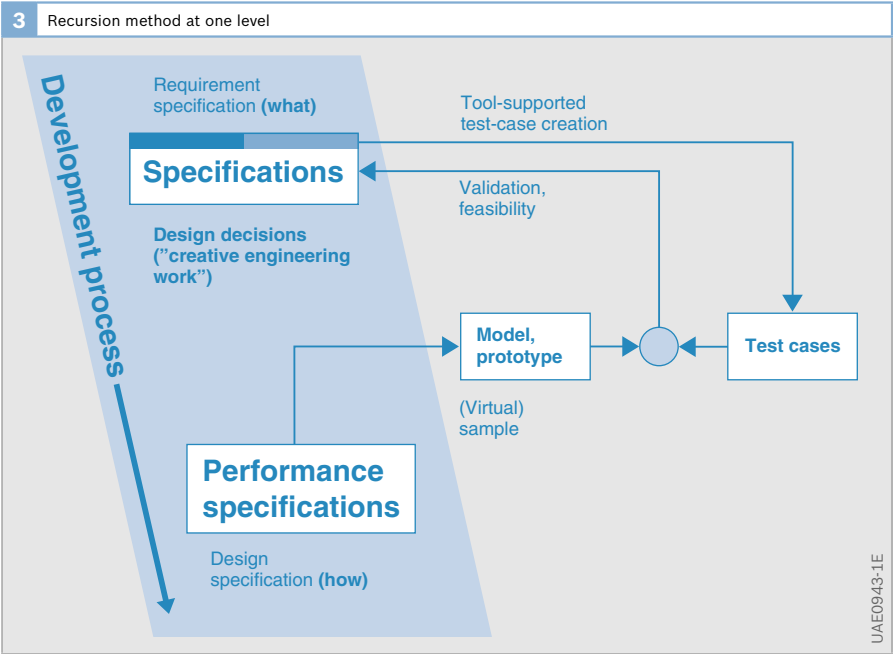 3 Recursion method at one level
Development process
Requirement
specification (what)
Specifications
Design decisions
(”creative engineering
work”)
Tool-supported
test-case creation
Validation,
feasibility
Model,
prototype
Test cases
(Virtual)
sample
Performance
specifications
Design
specification (how)
UAE0943-1E